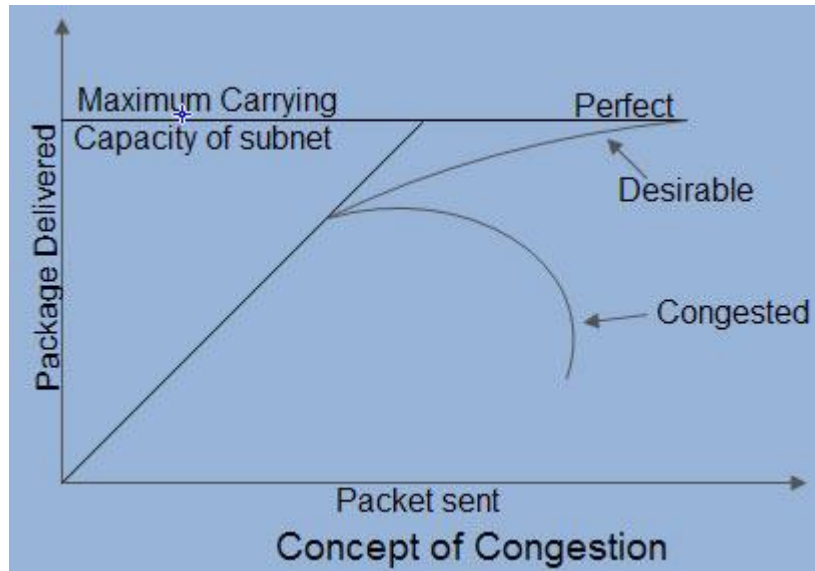 Maximum Carrying
Capacity of subnet
Perfect
Desirable
Congested
Package Delivered
Packet sent
Concept of Congestion